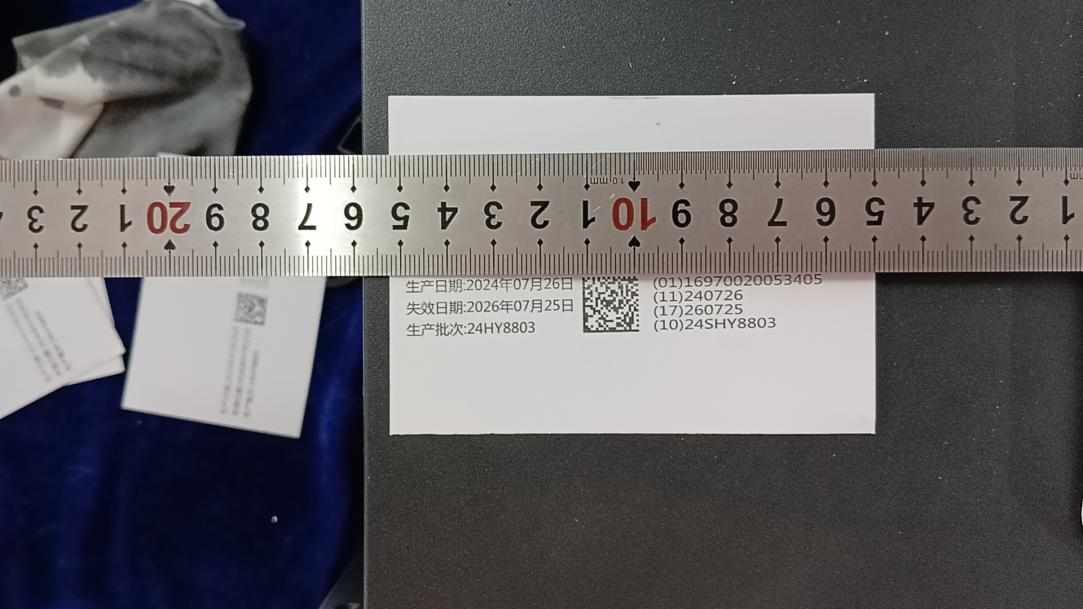 3 2 1 20 9 8 7 6 5 4 3 2 1 10 9 8 7 6 5 4 3 2 1
1.0mm
生产日期:2024年07月26日
失效日期:2026年07月25日
生产批次:24HY8803
(01)16970020053405
(11)240726
(17)260725
(10)24SHY8803